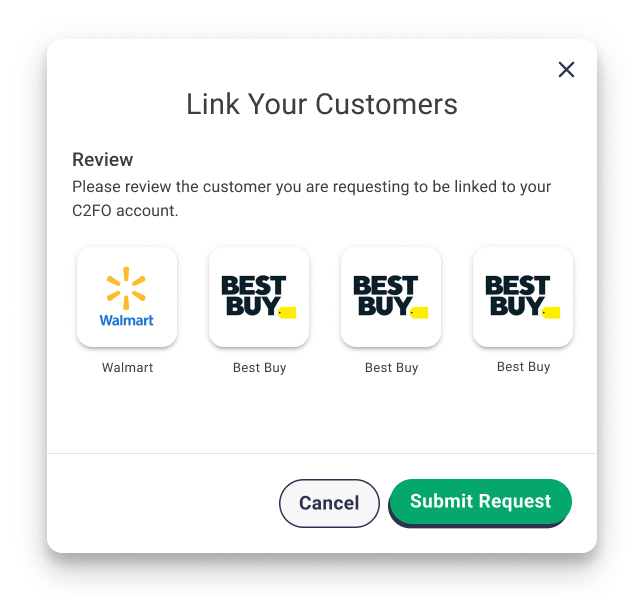 Link Your Customers
Review
Please review the customer you are requesting to be linked to your
C2FO account.
Walmart
BEST
BUY
BEST
BUY
BEST
BUY
Walmart
Best Buy
Best Buy
Best Buy
Cancel
Submit Request